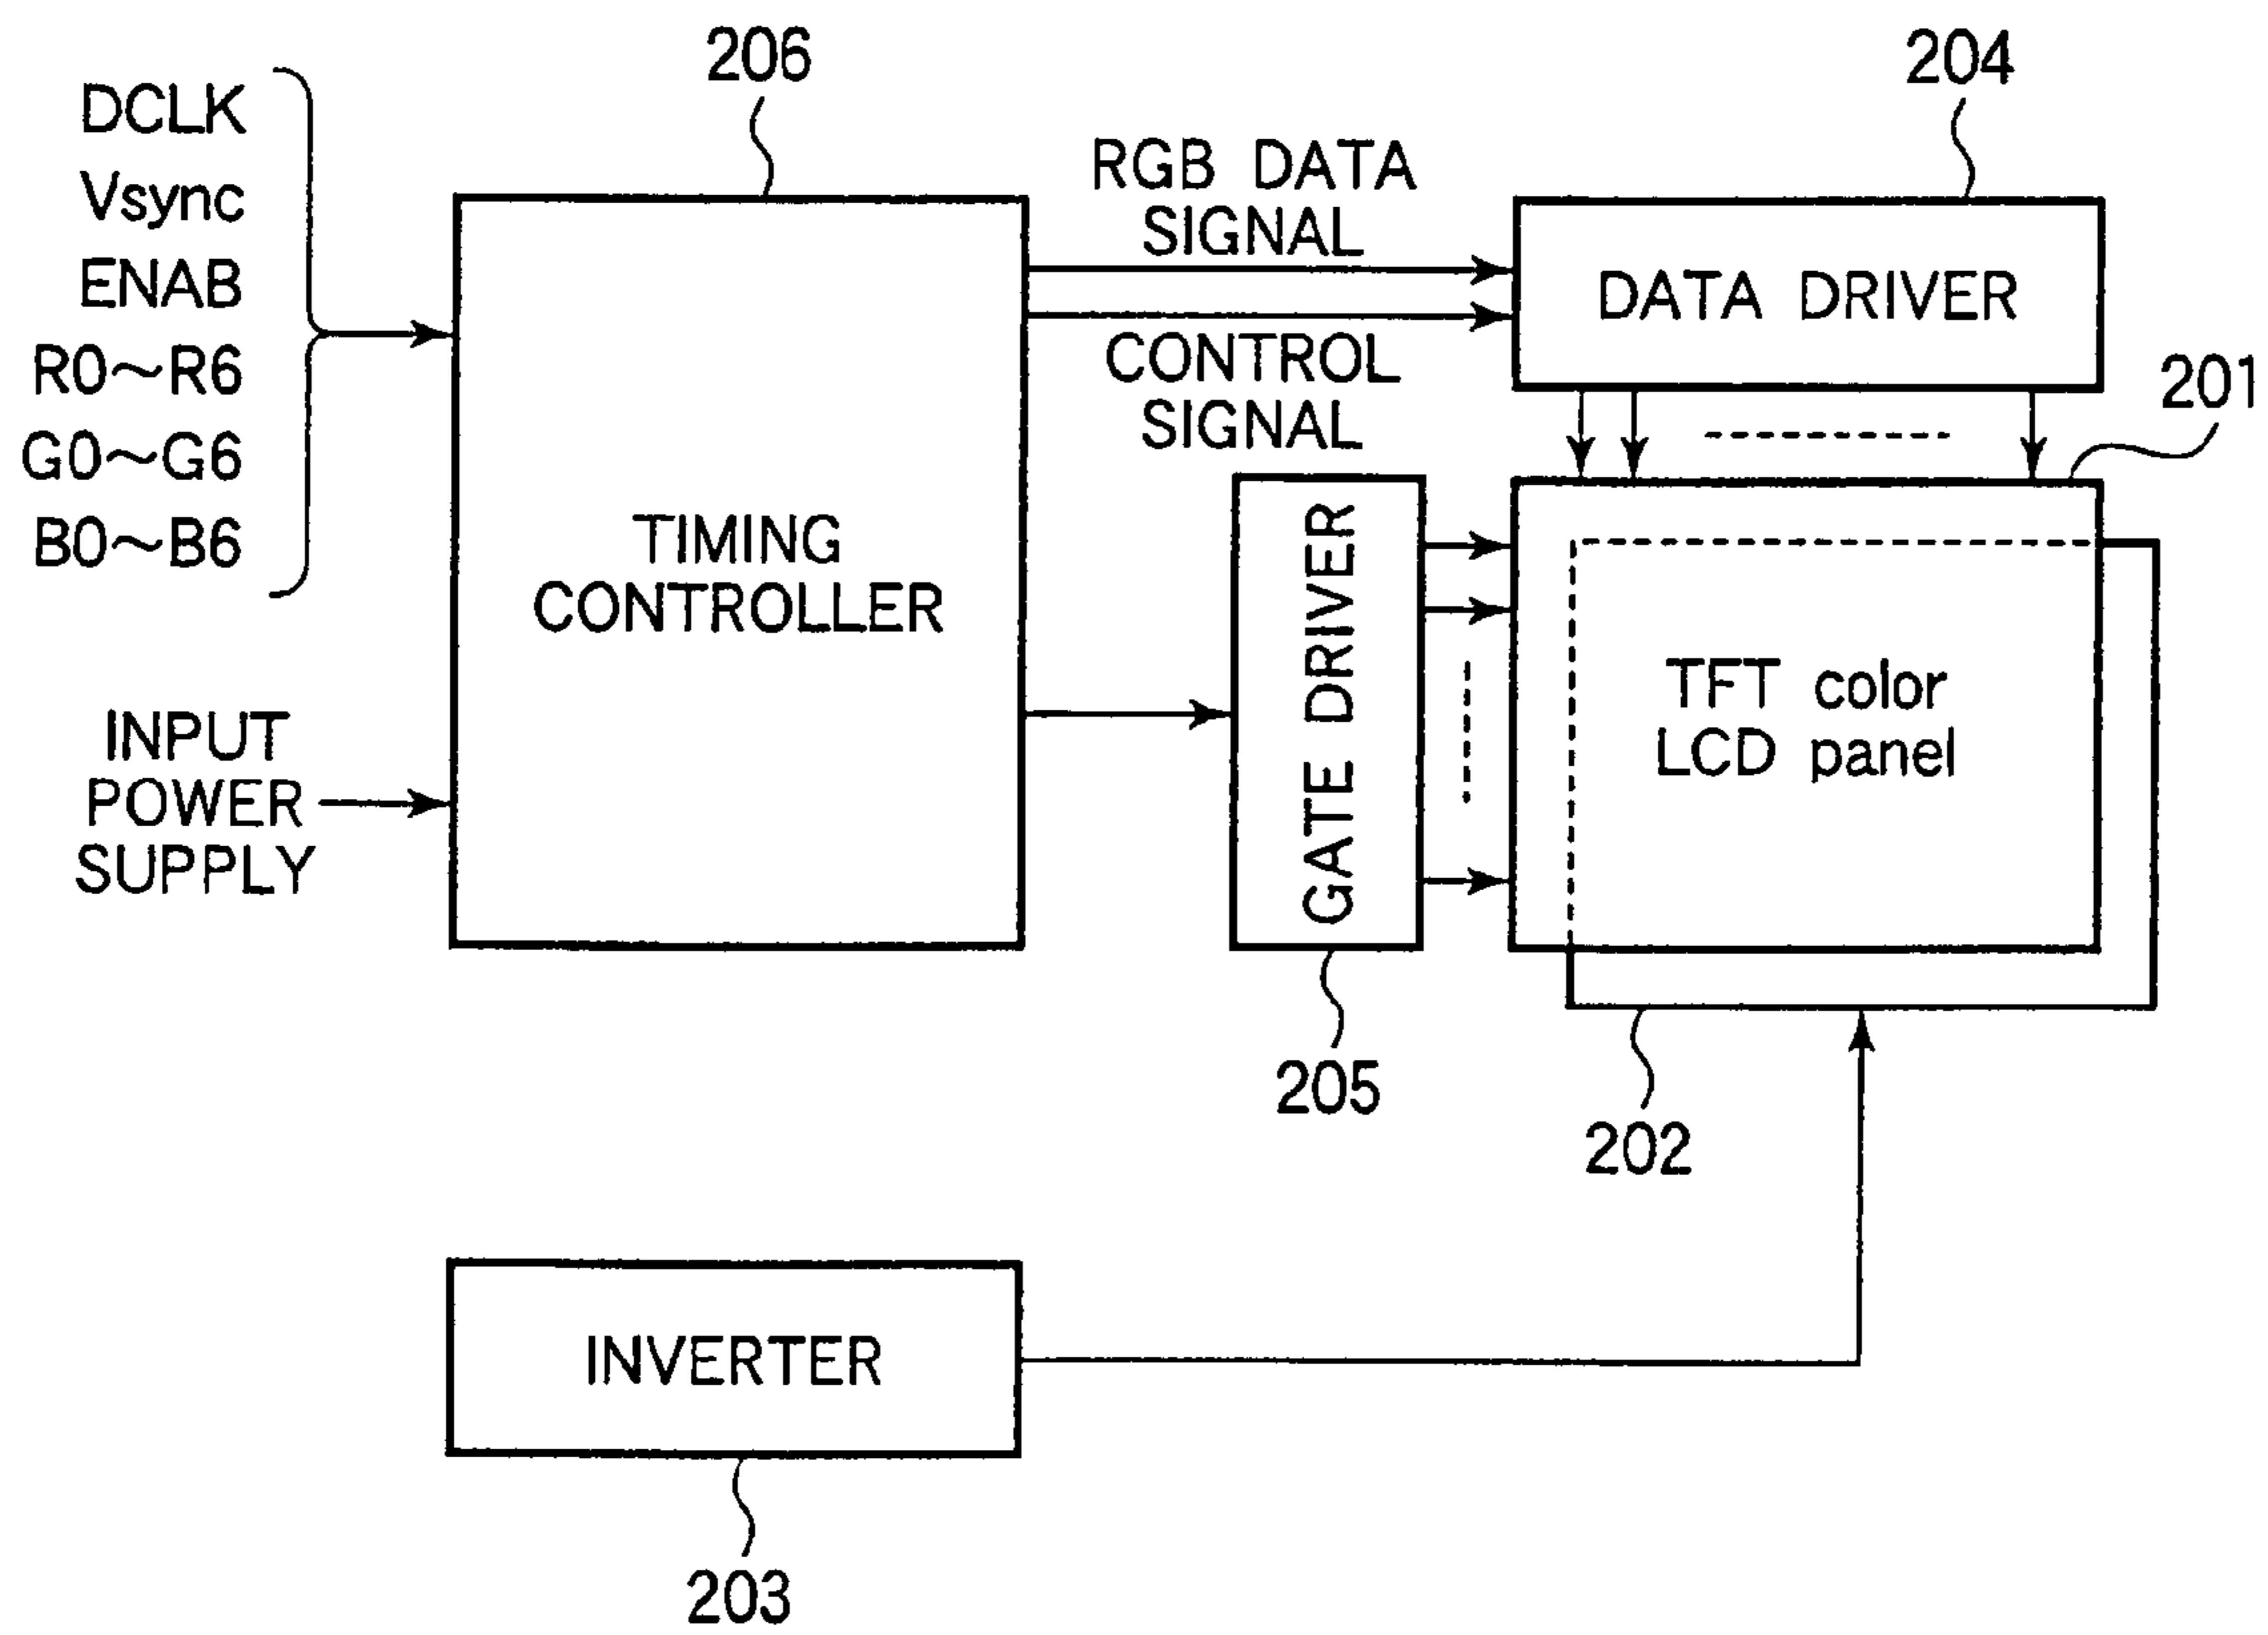 206
204
DCLK
Vsync
ENAB
R0～R6
G0～G6
B0～B6
RGB DATA
SIGNAL
CONTROL
SIGNAL
DATA DRIVER
201
TIMING
CONTROLLER
GATE DRIVER
TFT color
LCD panel
INPUT
POWER
SUPPLY
205
202
INVERTER
203